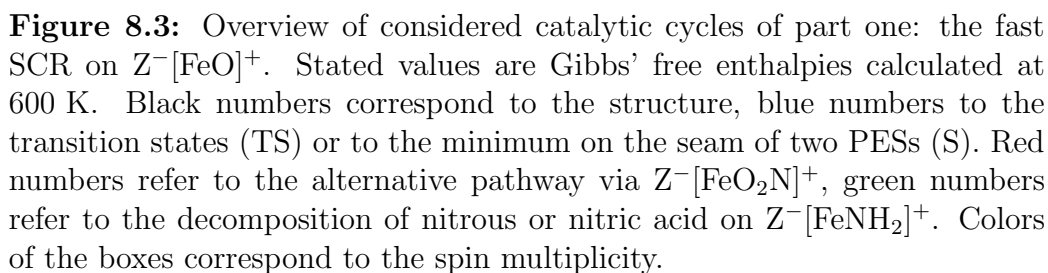 Figure 8.3: Overview of considered catalytic cycles of part one: the fast
SCR on Z⁻[FeO]⁺. Stated values are Gibbs' free enthalpies calculated at
600 K. Black numbers correspond to the structure, blue numbers to the
transition states (TS) or to the minimum on the seam of two PESs (S). Red
numbers refer to the alternative pathway via Z⁻[FeO₂N]⁺, green numbers
refer to the decomposition of nitrous or nitric acid on Z⁻[FeNH₂]⁺. Colors
of the boxes correspond to the spin multiplicity.